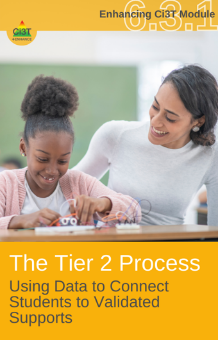 Enhancing Ci3T Module
6.3.1
Ci3T
ADVANCE
The Tier 2 Process
Using Data to Connect
Students to Validated
Supports